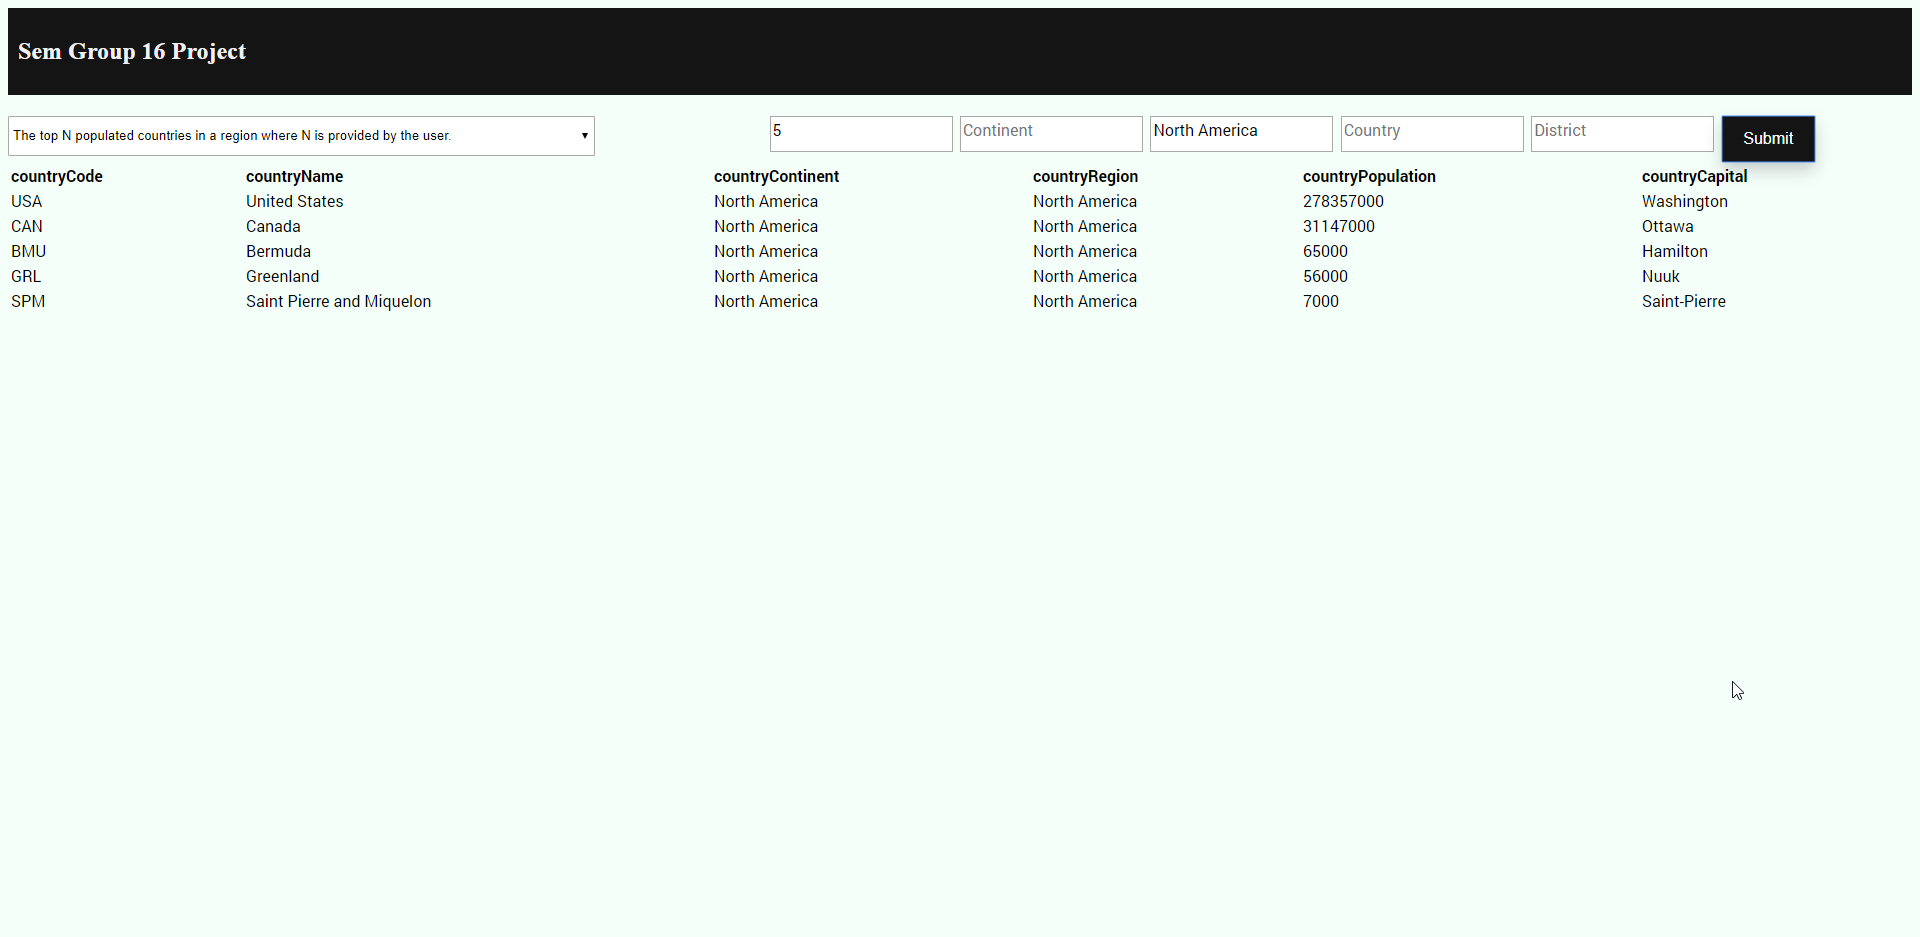 Sem Group 16 Project
The top N populated countries in a region where N is provided by the user. 5 Continent North America Country District Submit
countryCode countryName countryContinent countryRegion countryPopulation countryCapital
USA United States North America North America 278357000 Washington
CAN Canada North America North America 31147000 Ottawa
BMU Bermuda North America North America 65000 Hamilton
GRL Greenland North America North America 56000 Nuuk
SPM Saint Pierre and Miquelon North America North America 7000 Saint-Pierre